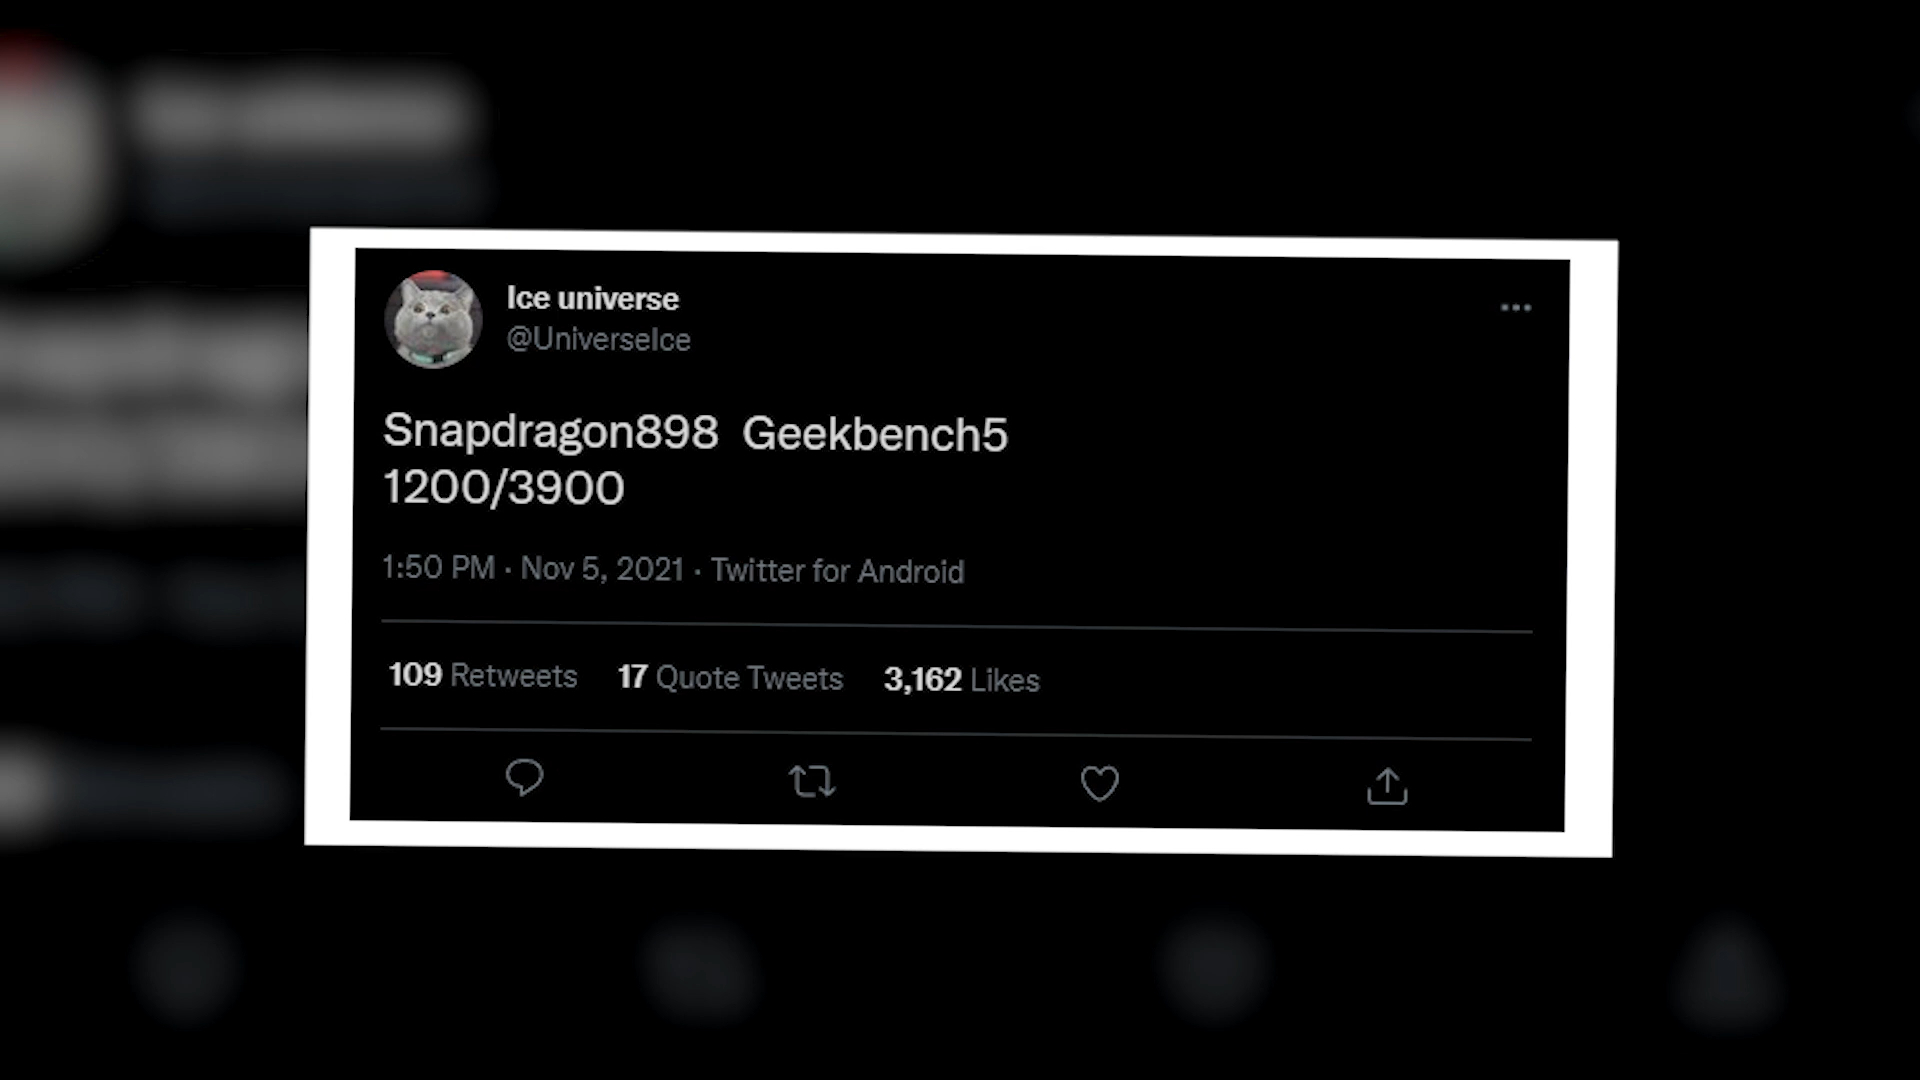 Ice universe
@UniverseIce
Snapdragon898 Geekbench5
1200/3900
1:50 PM · Nov 5, 2021 · Twitter for Android
109 Retweets 17 Quote Tweets 3,162 Likes